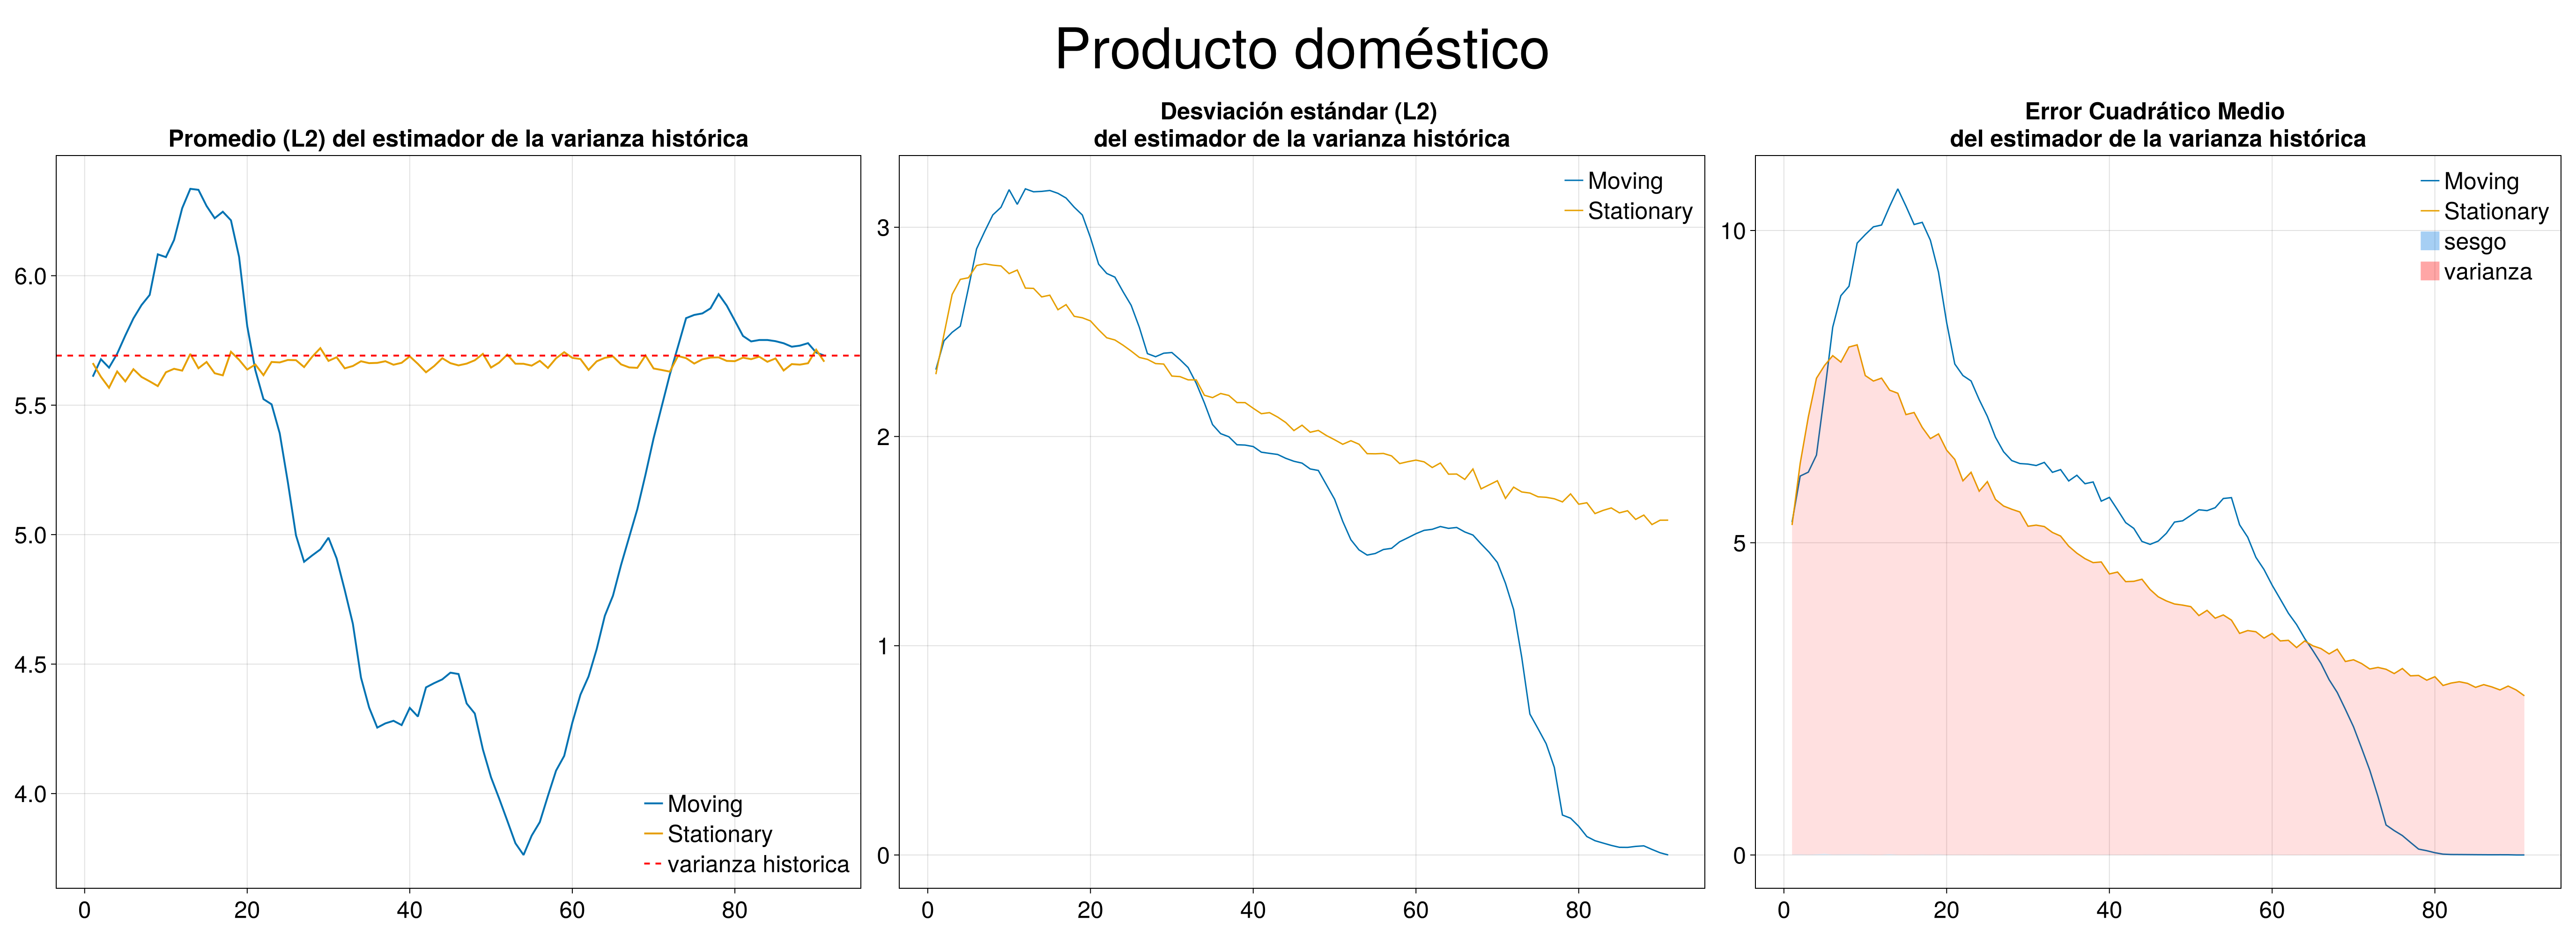 Producto doméstico
Promedio (L2) del estimador de la varianza histórica
6.0
5.5
5.0
4.5
4.0
0
20
40
60
80
Moving
Stationary
varianza historica
Desviación estándar (L2)
del estimador de la varianza histórica
3
2
1
0
0
20
40
60
80
Moving
Stationary
Error Cuadrático Medio
del estimador de la varianza histórica
10
5
0
0
20
40
60
80
Moving
Stationary
sesgo
varianza